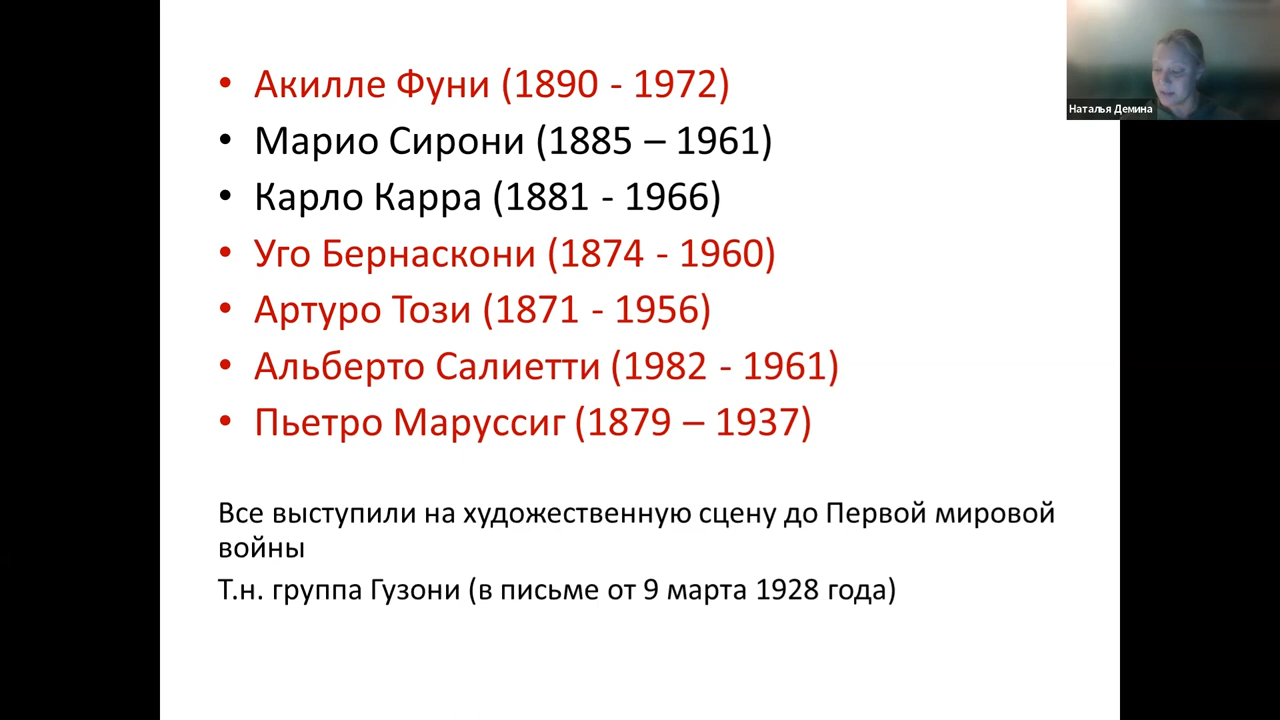 • Акилле Фуни (1890 - 1972)
• Марио Сирони (1885 – 1961)
• Карло Карра (1881 - 1966)
• Уго Бернаскони (1874 - 1960)
• Артуро Този (1871 - 1956)
• Альберто Салиетти (1982 - 1961)
• Пьетро Маруссиг (1879 – 1937)
Все выступили на художественную сцену до Первой мировой
войны
Т.н. группа Гузони (в письме от 9 марта 1928 года)
Наталья Демина